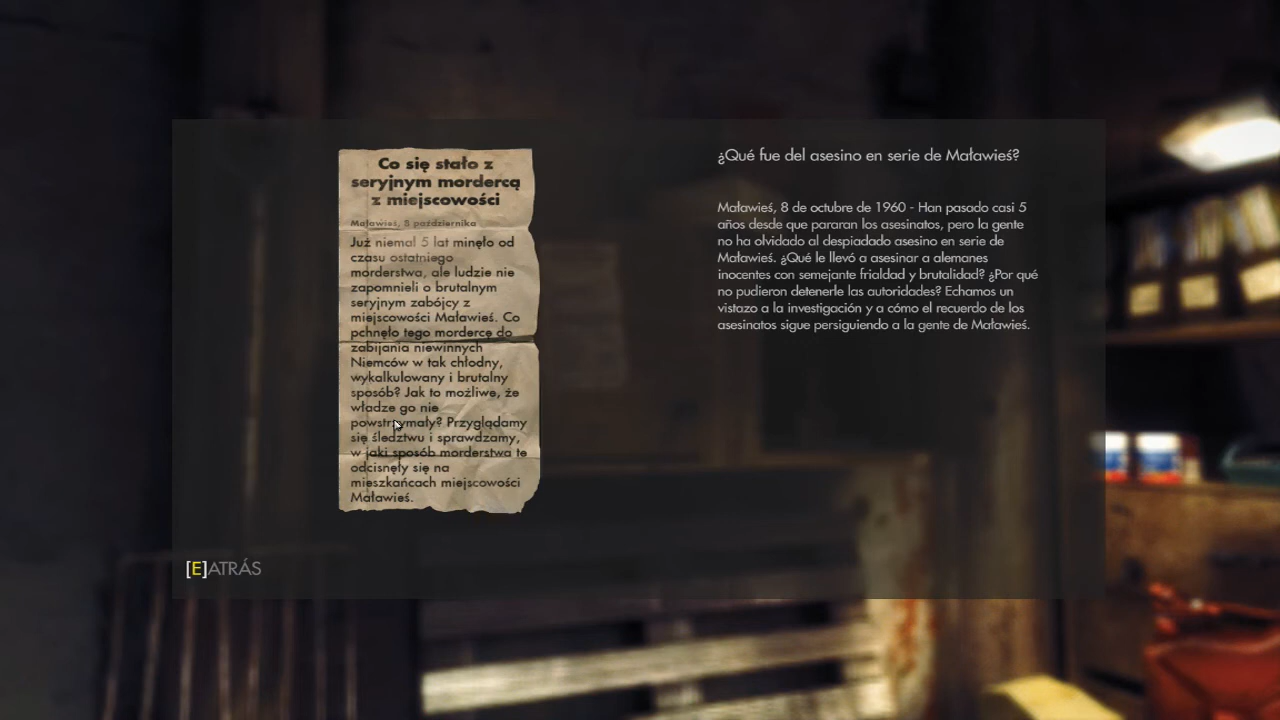 Co się stało z
seryjnym mordercą
z miejscowości
Maławieś, 8 października
Już niemal 5 lat minęło od
czasu ostatniego
morderstwa, ale ludzie nie
zapomnieli o brutalnym
seryjnym zabójcy z
miejscowości Maławieś. Co
pchnęło tego mordercę do
zabijania niewinnych
Niemców w tak chłodny,
wykalkulowany i brutalny
sposób? Jak to możliwe, że
władze go nie
powstrzymały? Przyglądamy
się śledztwu i sprawdzamy,
w jaki sposób morderstwa te
odcisnęły się na
mieszkańcach miejscowości
Maławieś.
¿Qué fue del asesino en serie de Maławieś?
Maławieś, 8 de octubre de 1960 - Han pasado casi 5
años desde que pararan los asesinatos, pero la gente
no ha olvidado al despiadado asesino en serie de
Maławieś. ¿Qué le llevó a asesinar a alemanes
inocentes con semejante frialdad y brutalidad? ¿Por qué
no pudieron detenerle las autoridades? Echamos un
vistazo a la investigación y a cómo el recuerdo de los
asesinatos sigue persiguiendo a la gente de Maławieś.
[E]ATRÁS